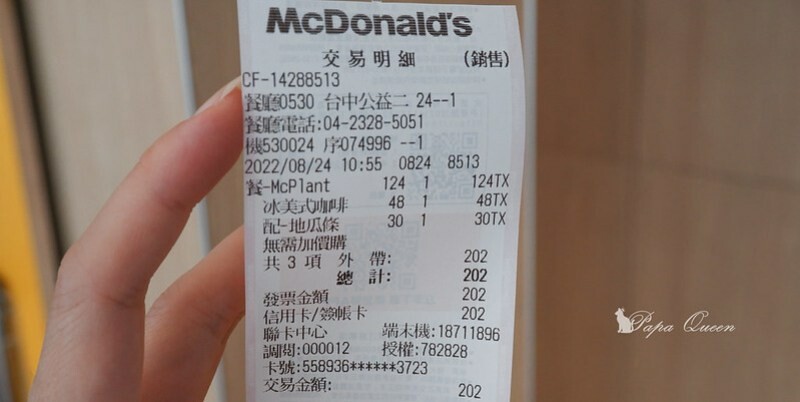 McDonald's
交易明細 (銷售)
CF-14288513
餐廳0530 台中公益二 24--1
餐廳電話:04-2328-5051
機530024 序074996 --1
2022/08/24 10:55 0824 8513
餐-McPlant 124 1 124TX
冰美式咖啡 48 1 48TX
配-地瓜條 30 1 30TX
無需加價購
共 3 項 外 帶: 202
總 計: 202
發票金額 202
信用卡/簽帳卡 202
聯卡中心 端末機:18711896
調閱:000012 授權:782828
卡號:558936******3723
交易金額: 202
Papa Queen